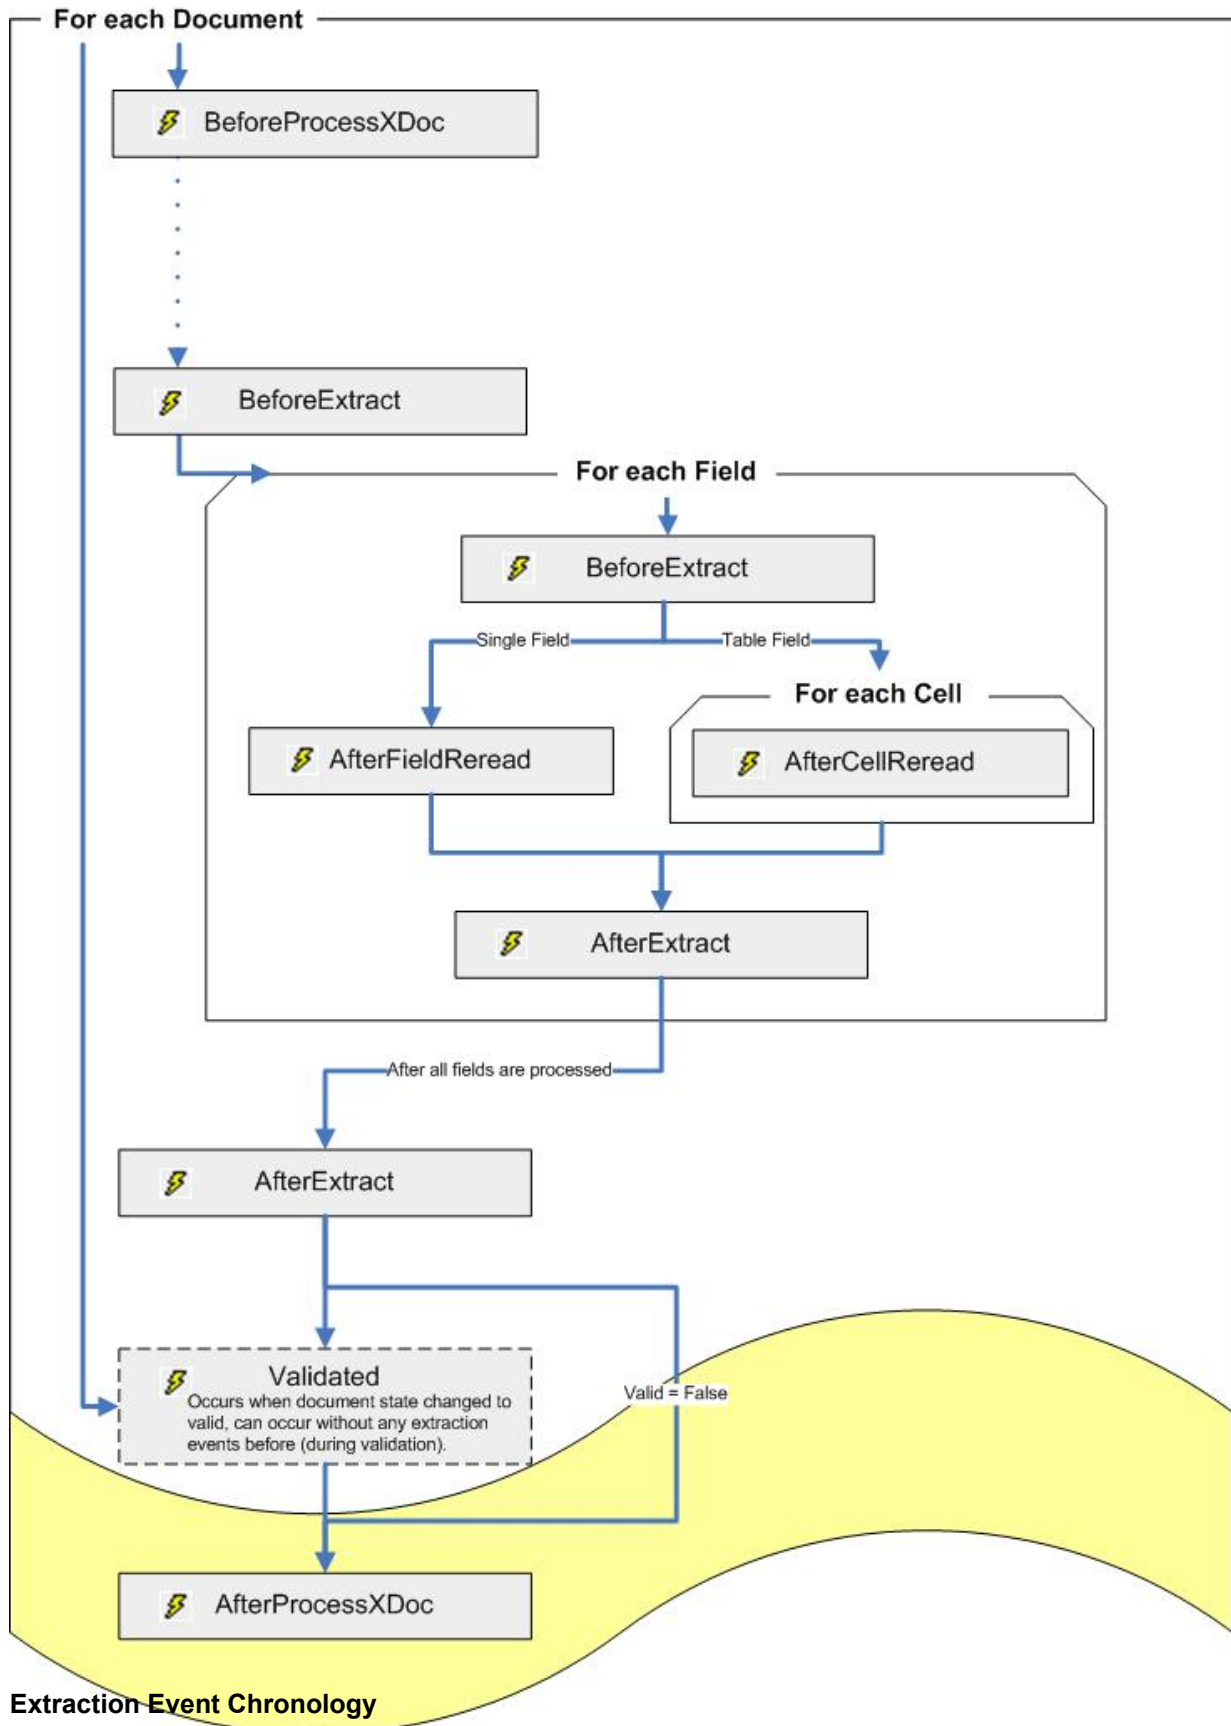 For each Document
BeforeProcessXDoc
BeforeExtract
For each Field
BeforeExtract
Single Field
Table Field
For each Cell
AfterFieldReread
AfterCellReread
AfterExtract
After all fields are processed
AfterExtract
Validated
Occurs when document state changed to
valid, can occur without any extraction
events before (during validation).
Valid = False
AfterProcessXDoc
Extraction Event Chronology